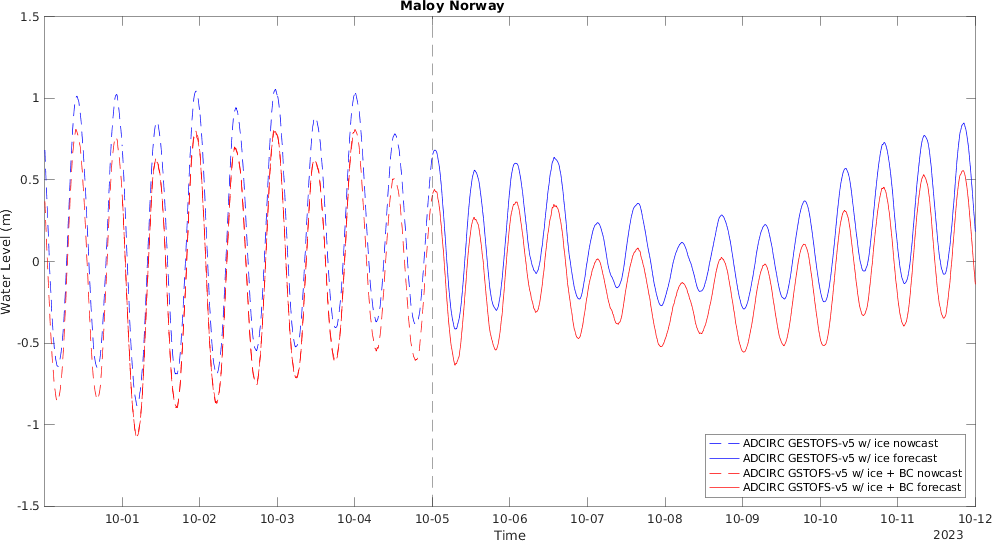 Maloy Norway
1.5
1
0.5
0
-0.5
-1
-1.5
Water Level (m)
10-01 10-02 10-03 10-04 10-05 10-06 10-07 10-08 10-09 10-10 10-11 10-12
Time
2023
ADCIRC GESTOFS-v5 w/ ice nowcast
ADCIRC GESTOFS-v5 w/ ice forecast
ADCIRC GSTOFS-v5 w/ ice + BC nowcast
ADCIRC GSTOFS-v5 w/ ice + BC forecast